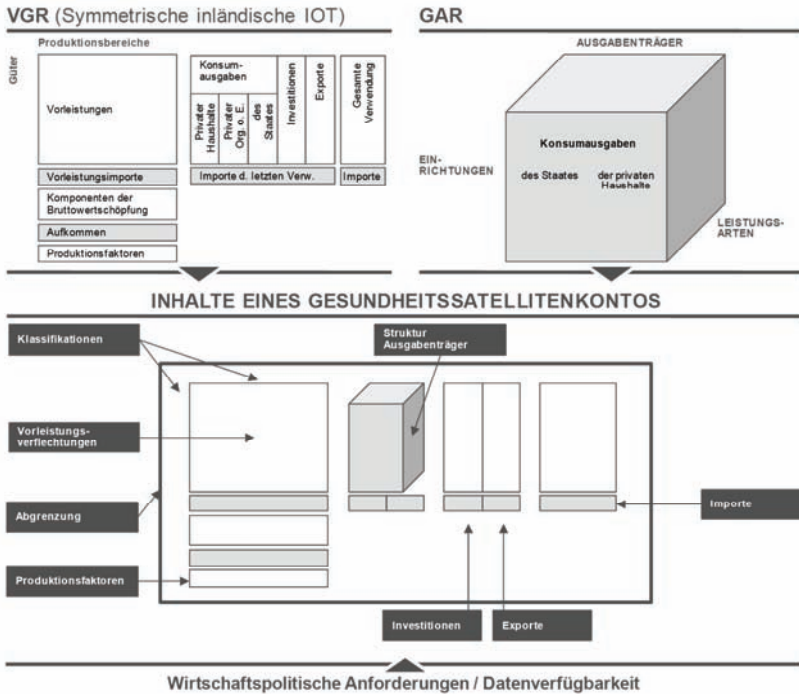 VGR (Symmetrische inländische IOT)
Produktionsbereiche
Güter
Vorleistungen
Konsum-
ausgaben
Privater
Haushalte
Privater
Org. o. E.
des
Staates
Investitionen
Exporte
Gesamte
Verwendung
Vorleistungsimporte
Importe d. letzten Verw.
Importe
Komponenten der
Bruttowertschöpfung
Aufkommen
Produktionsfaktoren
GAR
AUSGABENTRÄGER
Konsumausgaben
EIN-
RICHTUNGEN
des Staates
der privaten
Haushalte
LEISTUNGS-
ARTEN
INHALTE EINES GESUNDHEITSSATELLITENKONTOS
Klassifikationen
Struktur
Ausgabenträger
Vorleistungs-
verflechtungen
Abgrenzung
Importe
Produktionsfaktoren
Investitionen
Exporte
Wirtschaftspolitische Anforderungen / Datenverfügbarkeit